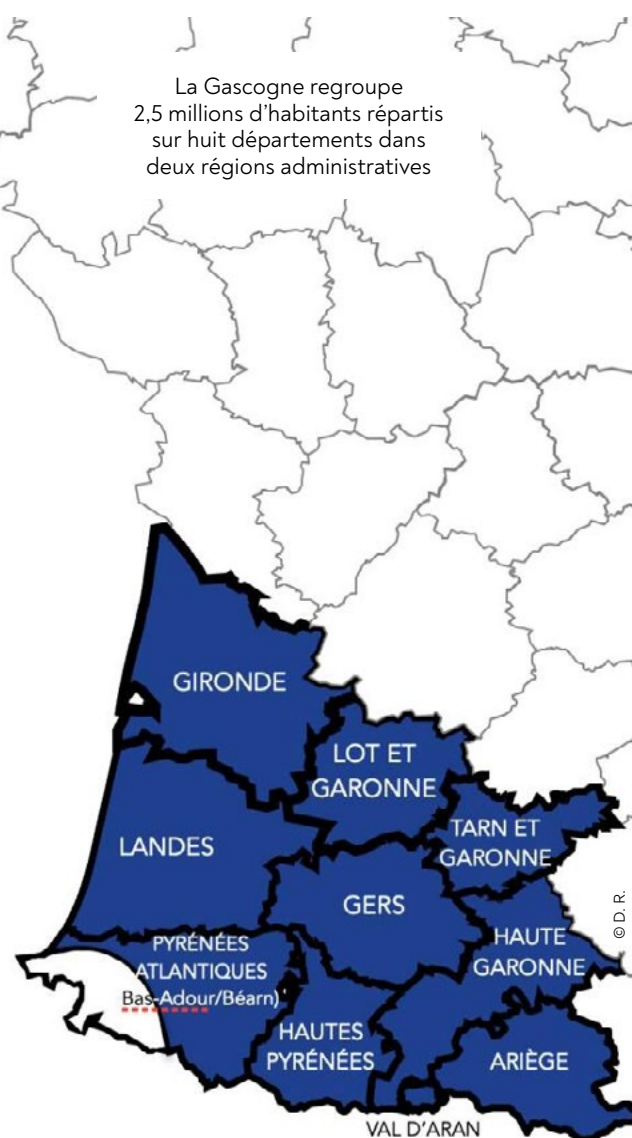 La Gascogne regroupe
2,5 millions d'habitants répartis
sur huit départements dans
deux régions administratives
GIRONDE
LOT ET
GARONNE
LANDES
TARN ET
GARONNE
GERS
© D. R.
HAUTE
GARONNE
PYRÉNÉES
ATLANTIQUES
Bas-Adour/Béarn)
HAUTES
PYRÉNÉES
ARIÈGE
VAL D'ARAN